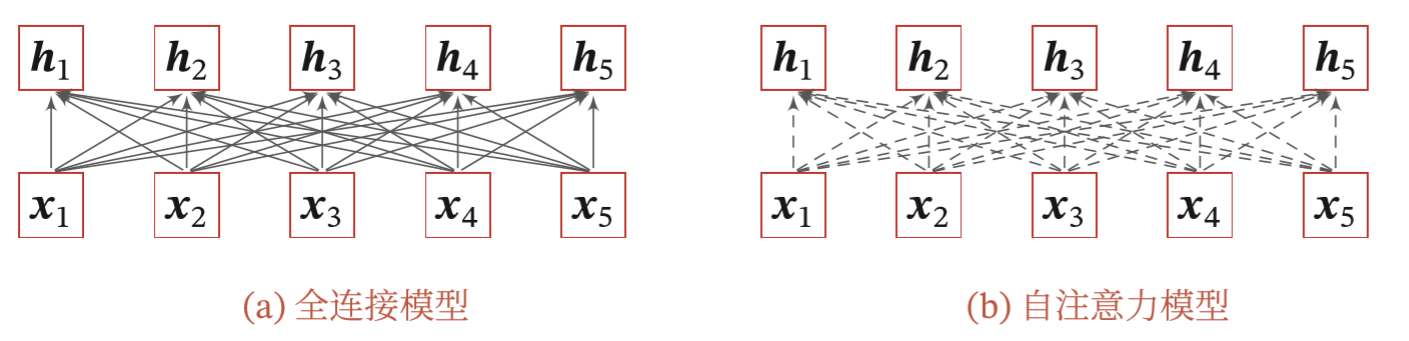 h₁ h₂ h₃ h₄ h₅ h₁ h₂ h₃ h₄ h₅
x₁ x₂ x₃ x₄ x₅ x₁ x₂ x₃ x₄ x₅
(a) 全连接模型 (b) 自注意力模型